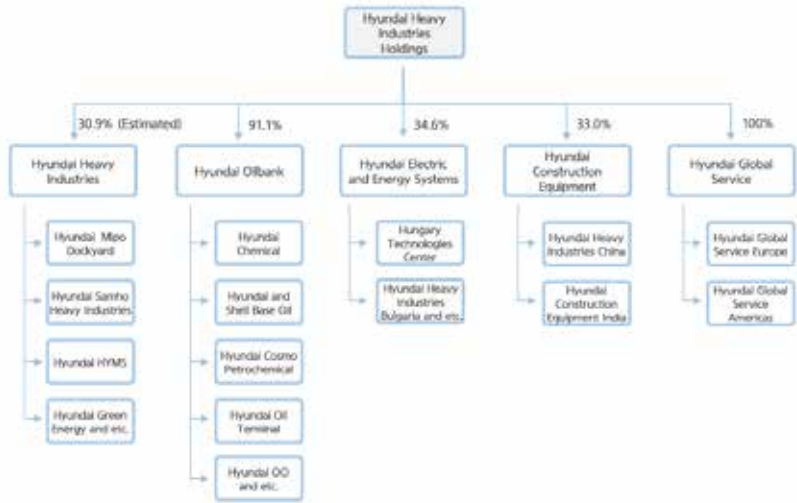 Hyundai Heavy
Industries
Holdings
30.9% (Estimated)
91.1%
34.6%
33.0%
100%
Hyundai Heavy
Industries
Hyundai Oilbank
Hyundai Electric
and Energy Systems
Hyundai
Construction
Equipment
Hyundai Global
Service
Hyundai Mipo
Dockyard
Hyundai
Chemical
Hungary
Technologies
Center
Hyundai Heavy
Industries China
Hyundai Global
Service Europe
Hyundai Samho
Heavy Industries
Hyundai and
Shell Base Oil
Hyundai Heavy
Industries
Bulgaria and etc.
Hyundai
Construction
Equipment India
Hyundai Global
Service
Americas
Hyundai HYMS
Hyundai Cosmo
Petrochemical
Hyundai Green
Energy and etc.
Hyundai Oil
Terminal
Hyundai OO
and etc.